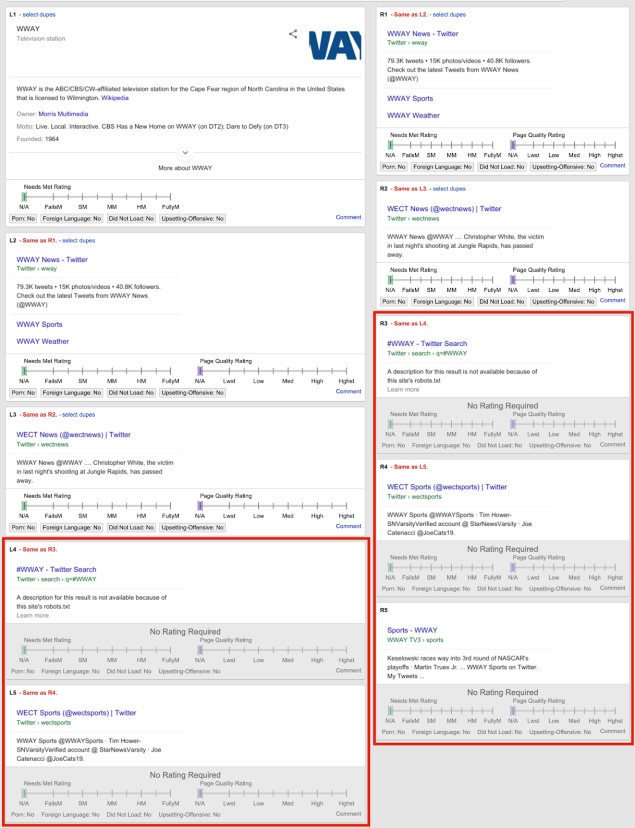 L1 - select dupes
WWAY
Television station
WAY
WWAY is the ABC/CBS/CW-affiliated television station for the Cape Fear region of North Carolina in the United States
that is licensed to Wilmington. Wikipedia
Owner: Morris Multimedia
Motto: Live. Local. Interactive. CBS Has a New Home on WWAY (on DT2); Dare to Defy (on DT3)
Founded: 1964
More about WWAY
Needs Met Rating
N/A FailsM SM MM HM FullyM
Porn: No Foreign Language: No Did Not Load: No Upsetting-Offensive: No Comment
L2 - Same as R1. - select dupes
WWAY News - Twitter
Twitter › wway
79.3K tweets • 15K photos/videos • 40.8K followers.
Check out the latest Tweets from WWAY News
(@WWAY)
WWAY Sports
WWAY Weather
Needs Met Rating Page Quality Rating
N/A FailsM SM MM HM FullyM N/A Lwst Low Med High Hghst
Porn: No Foreign Language: No Did Not Load: No Upsetting-Offensive: No Comment
L3 - Same as R2. - select dupes
WECT News (@wectnews) | Twitter
Twitter › wectnews
WWAY News @WWAY .... Christopher White, the victim
in last night's shooting at Jungle Rapids, has passed
away.
Needs Met Rating Page Quality Rating
N/A FailsM SM MM HM FullyM N/A Lwst Low Med High Hghst
Porn: No Foreign Language: No Did Not Load: No Upsetting-Offensive: No Comment
L4 - Same as R3.
#WWAY - Twitter Search
Twitter › search › q=#WWAY
A description for this result is not available because of
this site's robots.txt
Learn more
No Rating Required
Needs Met Rating Page Quality Rating
N/A FailsM SM MM HM FullyM N/A Lwst Low Med High Hghst
Porn: No Foreign Language: No Did Not Load: No Upsetting-Offensive: No Comment
L5 - Same as R4.
WECT Sports (@wectsports) | Twitter
Twitter › wectsports
WWAY Sports @WWAYSports · Tim Hower-
SNVarsityVerified account @ StarNewsVarsity · Joe
Catenacci @JoeCats19.
No Rating Required
Needs Met Rating Page Quality Rating
N/A FailsM SM MM HM FullyM N/A Lwst Low Med High Hghst
Porn: No Foreign Language: No Did Not Load: No Upsetting-Offensive: No Comment
R1 - Same as L2. - select dupes
WWAY News - Twitter
Twitter › wway
79.3K tweets • 15K photos/videos • 40.8K followers.
Check out the latest Tweets from WWAY News
(@WWAY)
WWAY Sports
WWAY Weather
Needs Met Rating Page Quality Rating
N/A FailsM SM MM HM FullyM N/A Lwst Low Med High Hghst
Porn: No Foreign Language: No Did Not Load: No Upsetting-Offensive: No Comment
R2 - Same as L3. - select dupes
WECT News (@wectnews) | Twitter
Twitter › wectnews
WWAY News @WWAY .... Christopher White, the victim
in last night's shooting at Jungle Rapids, has passed
away.
Needs Met Rating Page Quality Rating
N/A FailsM SM MM HM FullyM N/A Lwst Low Med High Hghst
Porn: No Foreign Language: No Did Not Load: No Upsetting-Offensive: No Comment
R3 - Same as L4.
#WWAY - Twitter Search
Twitter › search › q=#WWAY
A description for this result is not available because of
this site's robots.txt
Learn more
No Rating Required
Needs Met Rating Page Quality Rating
N/A FailsM SM MM HM FullyM N/A Lwst Low Med High Hghst
Porn: No Foreign Language: No Did Not Load: No Upsetting-Offensive: No Comment
R4 - Same as L5.
WECT Sports (@wectsports) | Twitter
Twitter › wectsports
WWAY Sports @WWAYSports · Tim Hower-
SNVarsityVerified account @ StarNewsVarsity · Joe
Catenacci @JoeCats19.
No Rating Required
Needs Met Rating Page Quality Rating
N/A FailsM SM MM HM FullyM N/A Lwst Low Med High Hghst
Porn: No Foreign Language: No Did Not Load: No Upsetting-Offensive: No Comment
R5
Sports - WWAY
WWAY TV3 › sports
Keselowski races way into 3rd round of NASCAR's
playoffs · Martin Truex Jr. ... WWAY Sports on Twitter.
My Tweets ...
No Rating Required
Needs Met Rating Page Quality Rating
N/A FailsM SM MM HM FullyM N/A Lwst Low Med High Hghst
Porn: No Foreign Language: No Did Not Load: No Upsetting-Offensive: No Comment